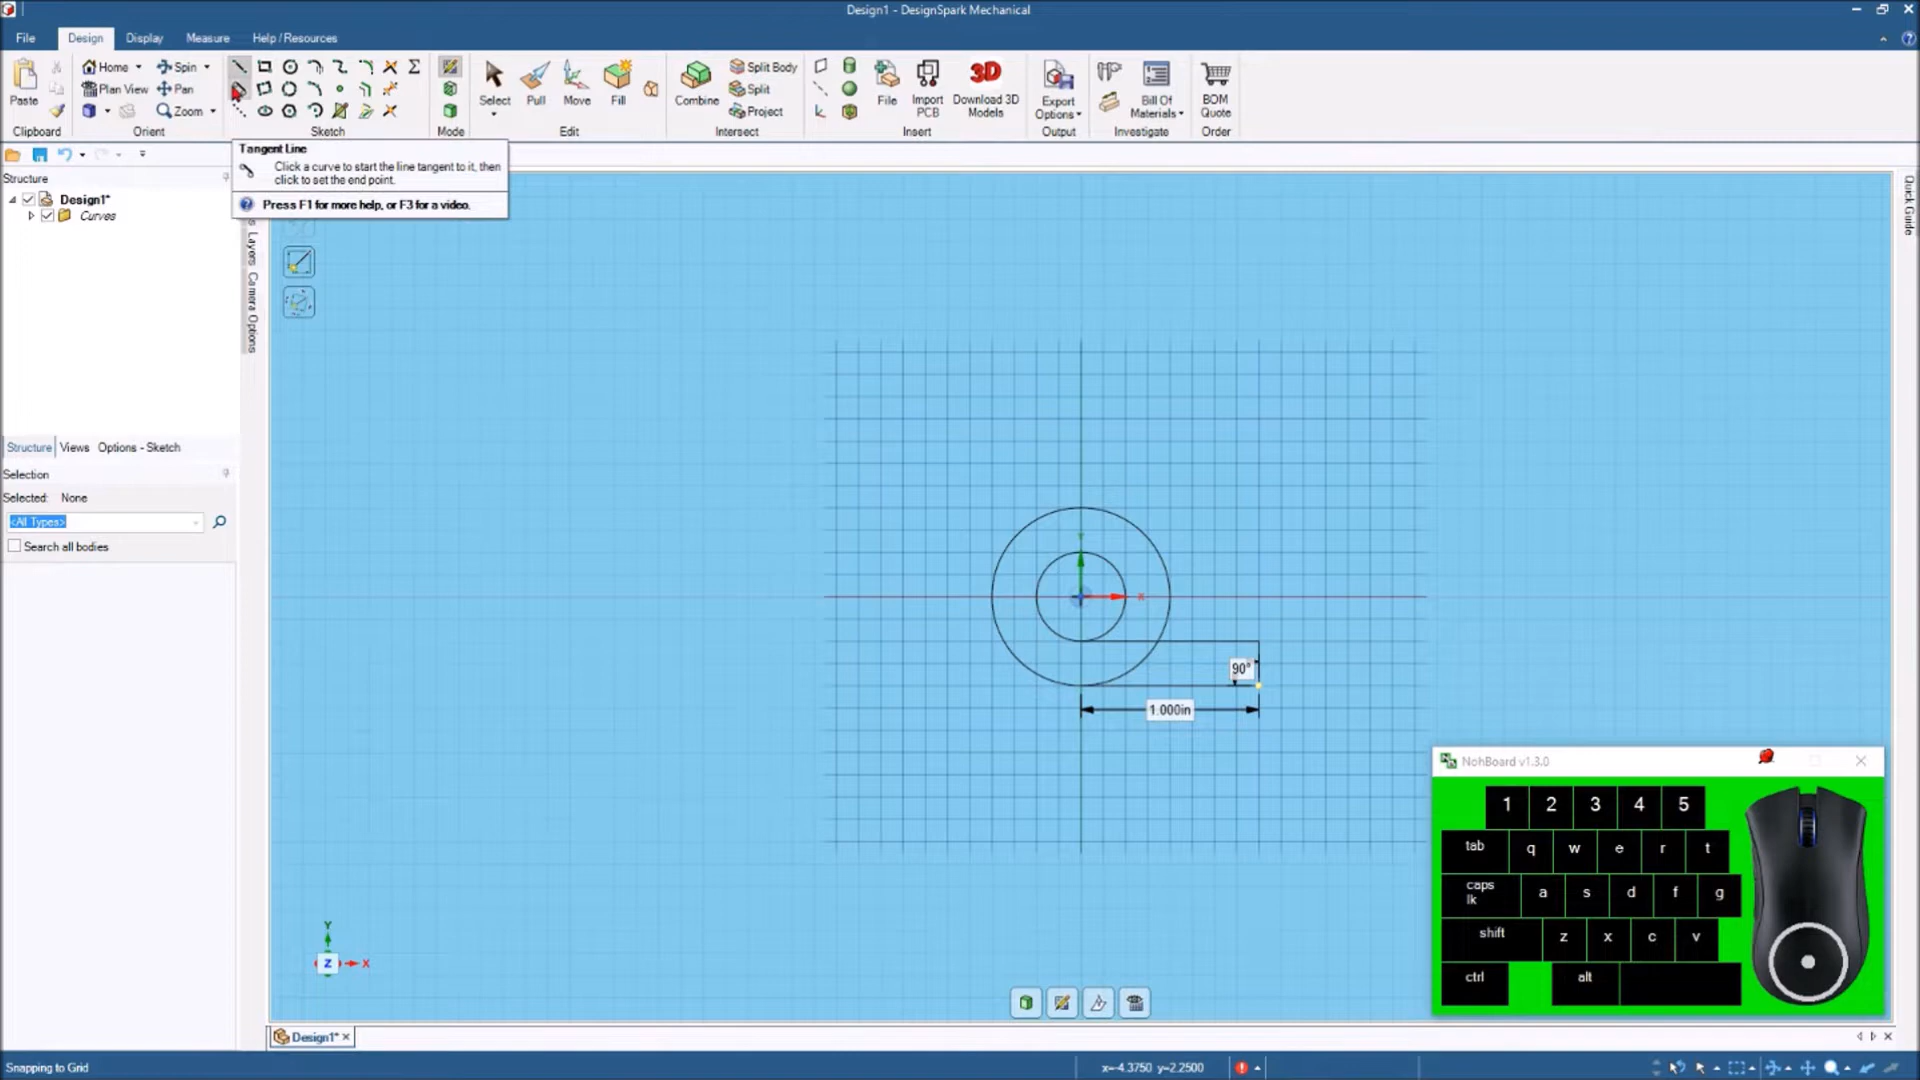 Design1 - DesignSpark Mechanical
File Design Display Measure Help / Resources
Paste
Home
Plan View
Spin
Pan
Zoom
Select
Pull
Move
Fill
Combine
Split Body
Split
Project
File
Import PCB
Download 3D Models
3D
Export Options
Bill Of Materials
BOM Quote
Clipboard Orient Sketch Mode Edit Intersect Insert Output Investigate Order
Tangent Line
Click a curve to start the line tangent to it, then
click to set the end point.
Press F1 for more help, or F3 for a video.
Structure
Design1*
Curves
Layers
Camera Options
Quick Guide
Structure Views Options - Sketch
Selection
Selected: None
<All Types>
Search all bodies
Y
X
90°
1.000in
Y
Z
X
NohBoard v1.3.0
1 2 3 4 5
tab q w e r t
caps lk a s d f g
shift z x c v
ctrl alt
Design1*
Snapping to Grid
x=-4.3750 y=2.2500